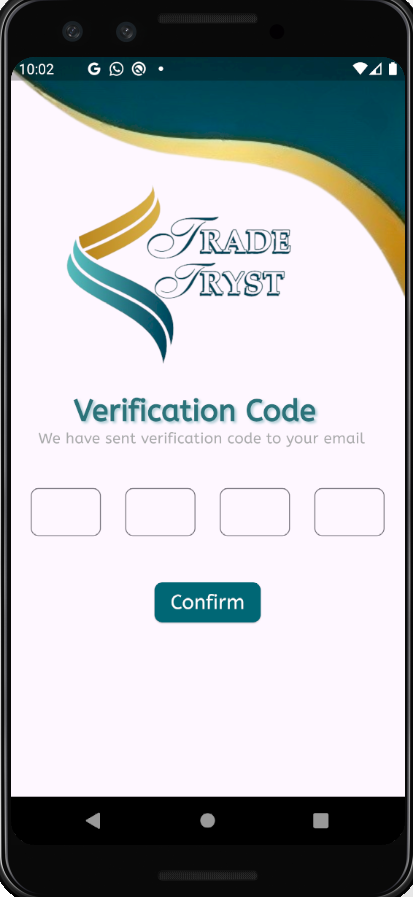 10:02
TRADE
TRYST
Verification Code
We have sent verification code to your email
Confirm